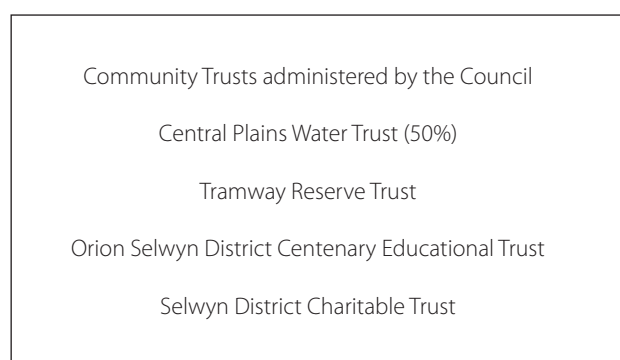 Community Trusts administered by the Council
Central Plains Water Trust (50%)
Tramway Reserve Trust
Orion Selwyn District Centenary Educational Trust
Selwyn District Charitable Trust